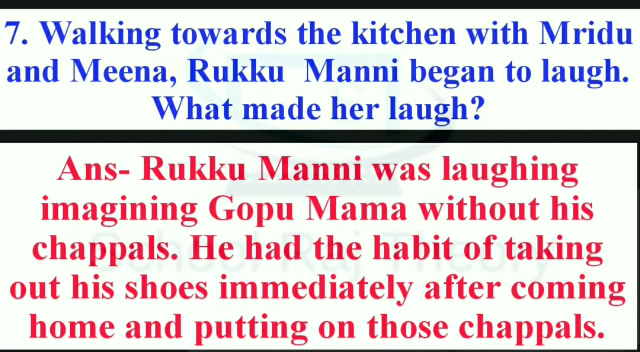 7. Walking towards the kitchen with Mridu
and Meena, Rukku Manni began to laugh.
What made her laugh?
Ans- Rukku Manni was laughing
imagining Gopu Mama without his
chappals. He had the habit of taking
out his shoes immediately after coming
home and putting on those chappals.